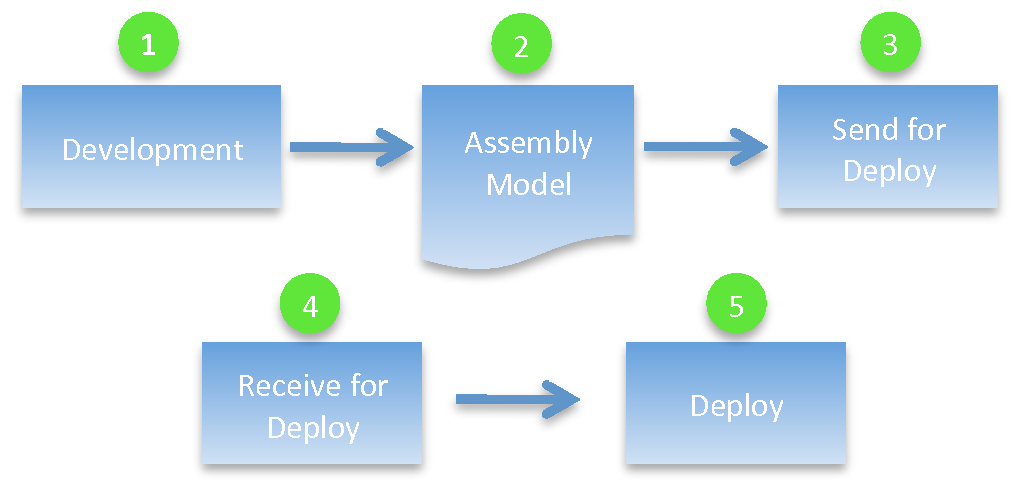 1
2
3
Development
Assembly
Model
Send for
Deploy
4
5
Receive for
Deploy
Deploy